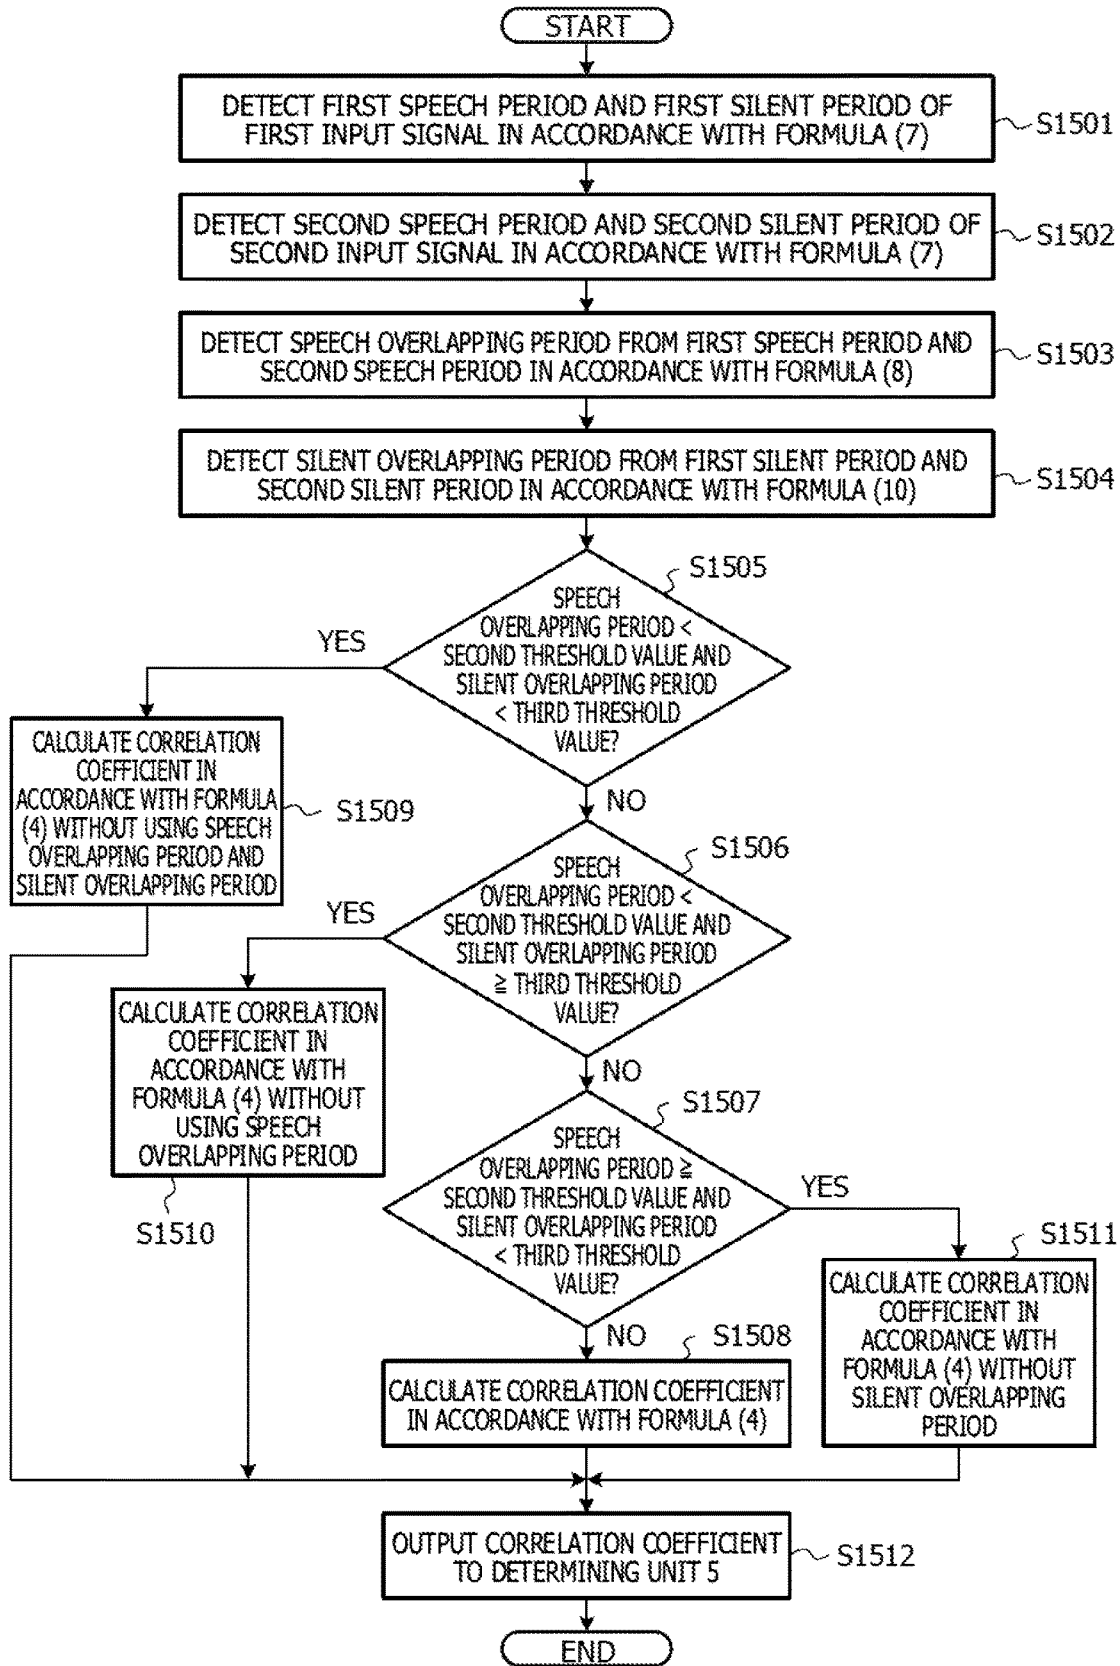 START
DETECT FIRST SPEECH PERIOD AND FIRST SILENT PERIOD OF
FIRST INPUT SIGNAL IN ACCORDANCE WITH FORMULA (7)
S1501
DETECT SECOND SPEECH PERIOD AND SECOND SILENT PERIOD OF
SECOND INPUT SIGNAL IN ACCORDANCE WITH FORMULA (7)
S1502
DETECT SPEECH OVERLAPPING PERIOD FROM FIRST SPEECH PERIOD AND
SECOND SPEECH PERIOD IN ACCORDANCE WITH FORMULA (8)
S1503
DETECT SILENT OVERLAPPING PERIOD FROM FIRST SILENT PERIOD AND
SECOND SILENT PERIOD IN ACCORDANCE WITH FORMULA (10)
S1504
S1505
SPEECH
OVERLAPPING PERIOD <
SECOND THRESHOLD VALUE AND
SILENT OVERLAPPING PERIOD
< THIRD THRESHOLD
VALUE?
YES
NO
CALCULATE CORRELATION
COEFFICIENT IN
ACCORDANCE WITH FORMULA
(4) WITHOUT USING SPEECH
OVERLAPPING PERIOD AND
SILENT OVERLAPPING PERIOD
S1509
S1506
SPEECH
OVERLAPPING PERIOD <
SECOND THRESHOLD VALUE AND
SILENT OVERLAPPING PERIOD
≧ THIRD THRESHOLD
VALUE?
YES
NO
CALCULATE CORRELATION
COEFFICIENT IN
ACCORDANCE WITH
FORMULA (4) WITHOUT
USING SPEECH
OVERLAPPING PERIOD
S1510
S1507
SPEECH
OVERLAPPING PERIOD ≧
SECOND THRESHOLD VALUE AND
SILENT OVERLAPPING PERIOD
< THIRD THRESHOLD
VALUE?
YES
NO
S1511
CALCULATE CORRELATION
COEFFICIENT IN
ACCORDANCE WITH
FORMULA (4) WITHOUT
SILENT OVERLAPPING
PERIOD
S1508
CALCULATE CORRELATION COEFFICIENT
IN ACCORDANCE WITH FORMULA (4)
OUTPUT CORRELATION COEFFICIENT
TO DETERMINING UNIT 5
S1512
END